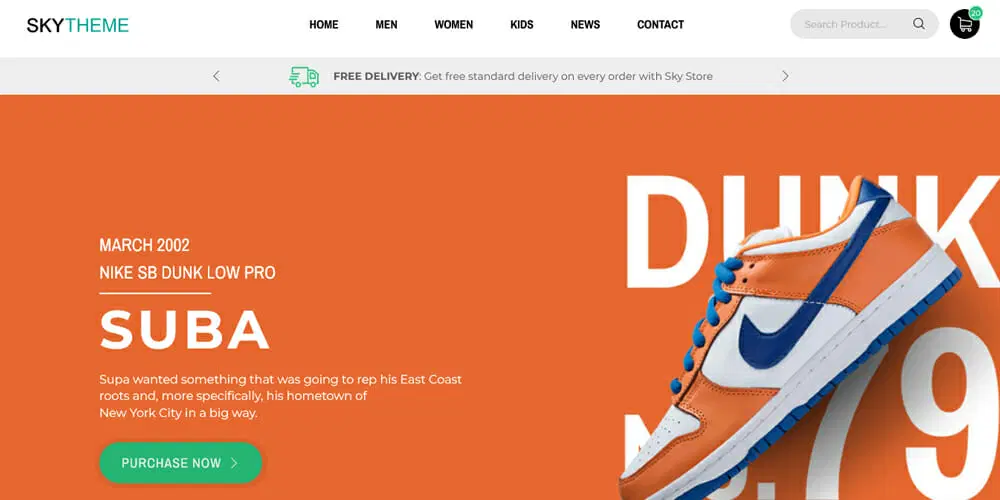 SKYTHEME
HOME MEN WOMEN KIDS NEWS CONTACT
Search Product...
20
FREE DELIVERY: Get free standard delivery on every order with Sky Store
DUNK
MARCH 2002
NIKE SB DUNK LOW PRO
SUBA
Supa wanted something that was going to rep his East Coast
roots and, more specifically, his hometown of
New York City in a big way.
PURCHASE NOW
No.79